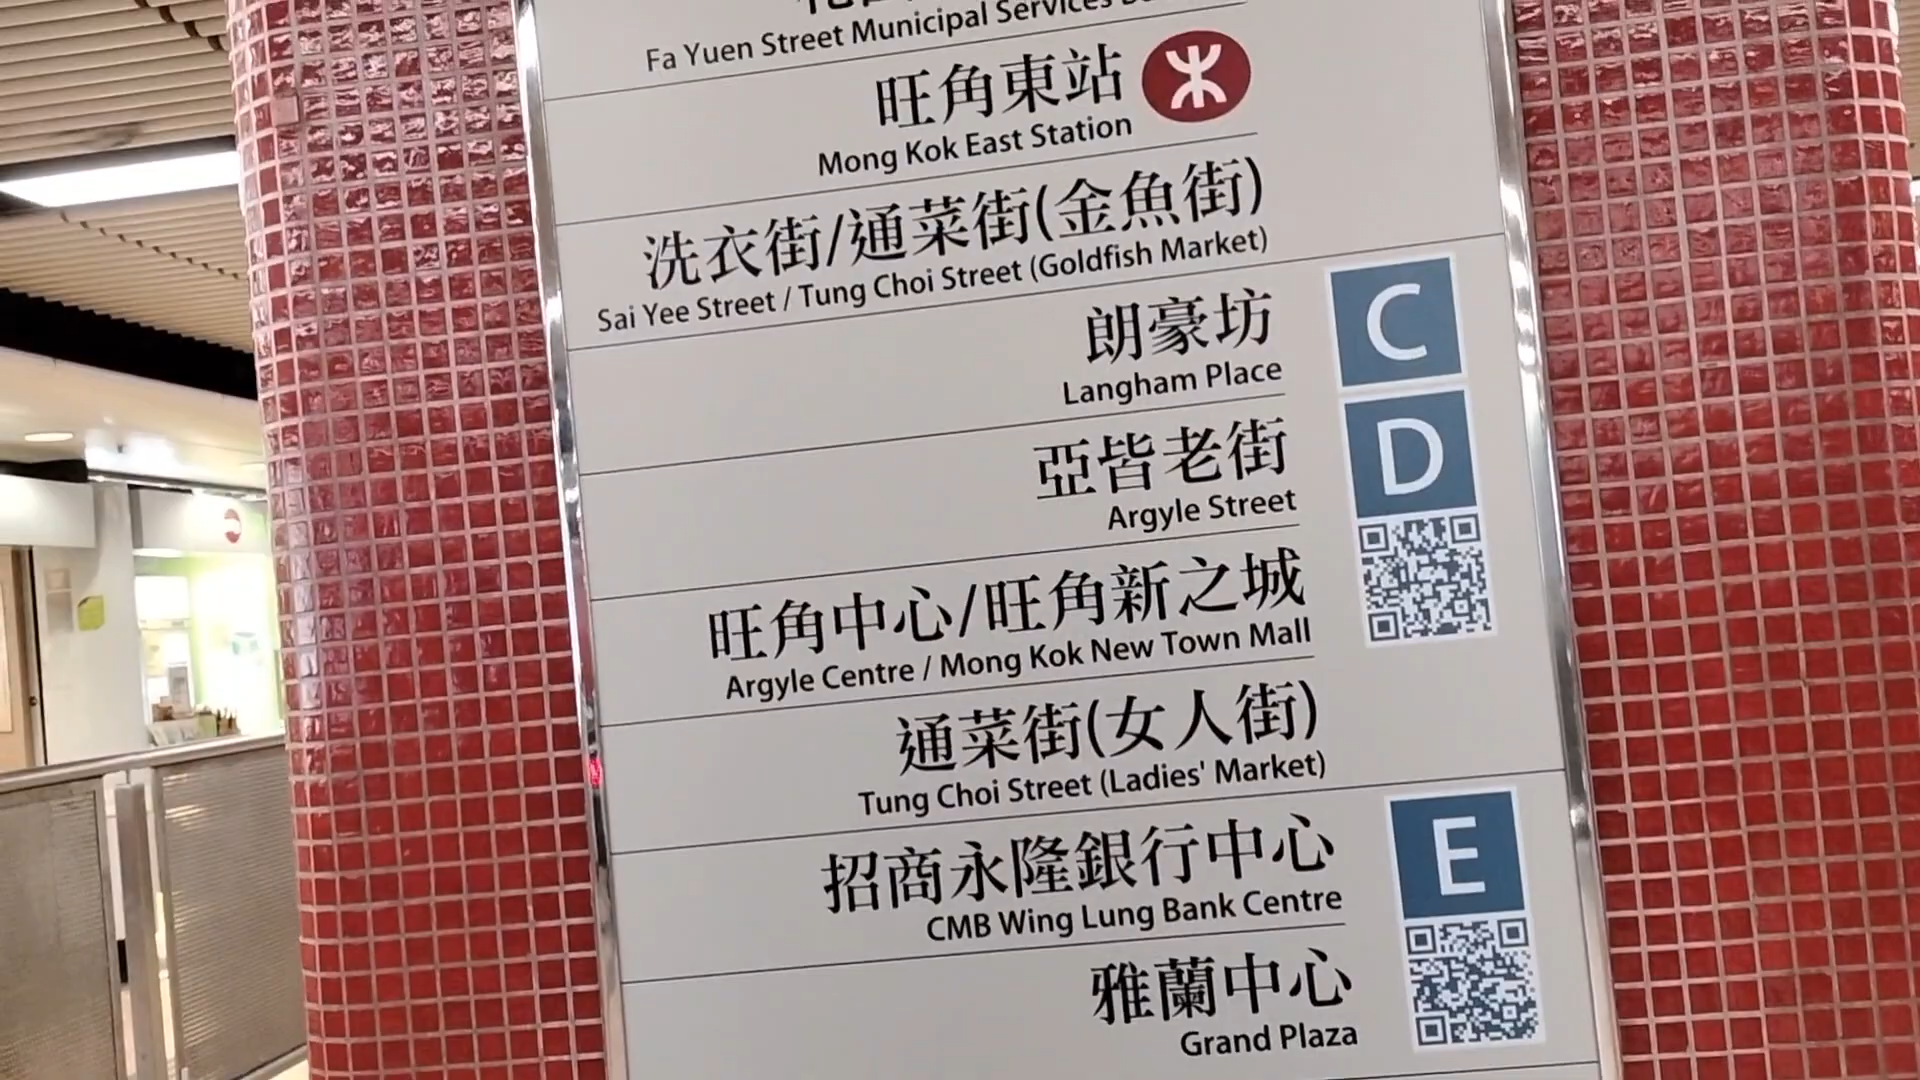 Fa Yuen Street Municipal Services
旺角東站
Mong Kok East Station
洗衣街/通菜街(金魚街)
Sai Yee Street / Tung Choi Street (Goldfish Market)
朗豪坊
Langham Place
C
亞皆老街
Argyle Street
D
旺角中心/旺角新之城
Argyle Centre / Mong Kok New Town Mall
通菜街(女人街)
Tung Choi Street (Ladies' Market)
招商永隆銀行中心
CMB Wing Lung Bank Centre
E
雅蘭中心
Grand Plaza